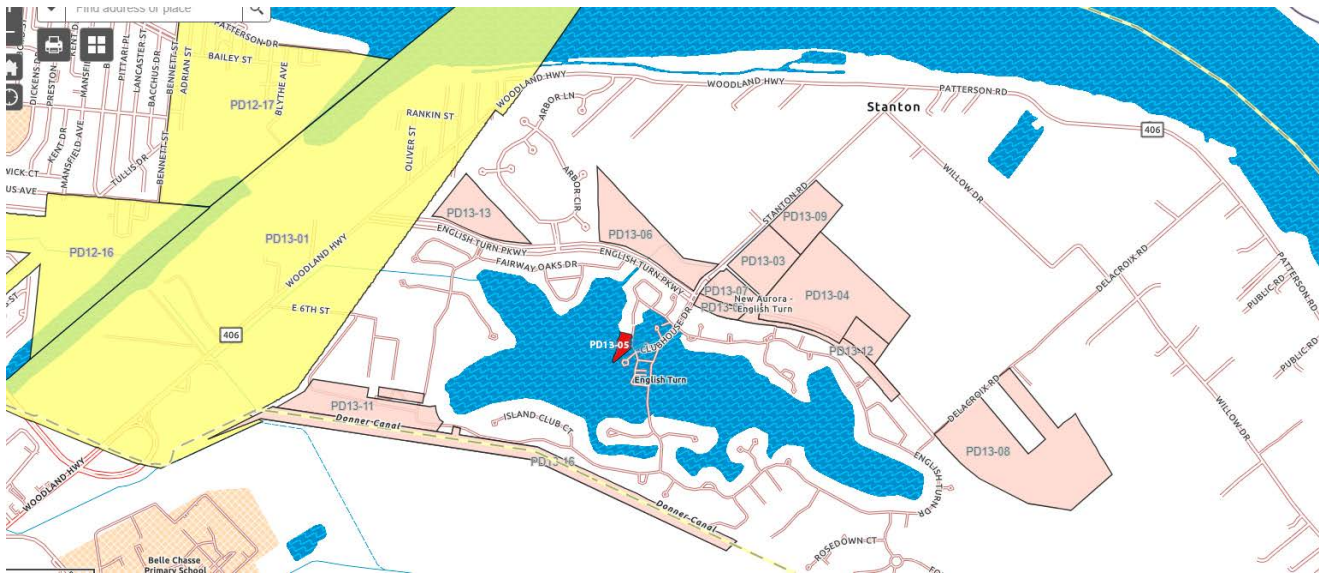 Find address or place
PATTERSON DR
BAILEY ST
DICKENS DR
PRESTON
KENT DR
MANSFIELD
PITTARI PL
LANCASTER ST
BACCHUS DR
BENNETT ST
ADRIAN ST
BLYTHE AVE
PD12-17
RANKIN ST
OLIVER ST
WOODLAND HWY
ARBOR LN
ARBOR CIR
WOODLAND HWY
PATTERSON RD
406
Stanton
KENT DR
MANSFIELD AVE
TULLIS DR
BENNETT ST
WICK CT
US AVE
WILLOW DR
STANTON RD
PD13-13
PD13-09
PD13-06
PD12-16
PD13-01
WOODLAND HWY
ENGLISH TURN PKWY
FAIRWAY OAKS DR
ENGLISH TURN PKWY
PD13-03
PD13-07
PD13-04
New Aurora -
English Turn
DELACROIX RD
PATTERSON RD
PUBLIC RD
PUBLIC RD
E 6TH ST
406
PD13-05
CLUBHOUSE DR
PD13-12
English Turn
DELACROIX RD
WILLOW DR
PD13-11
Donner Canal
ISLAND CLUB CT
PD13-16
PD13-08
ENGLISH TURN DR
WOODLAND HWY
Donner Canal
ROSEDOWN CT
Belle Chasse
Primary School